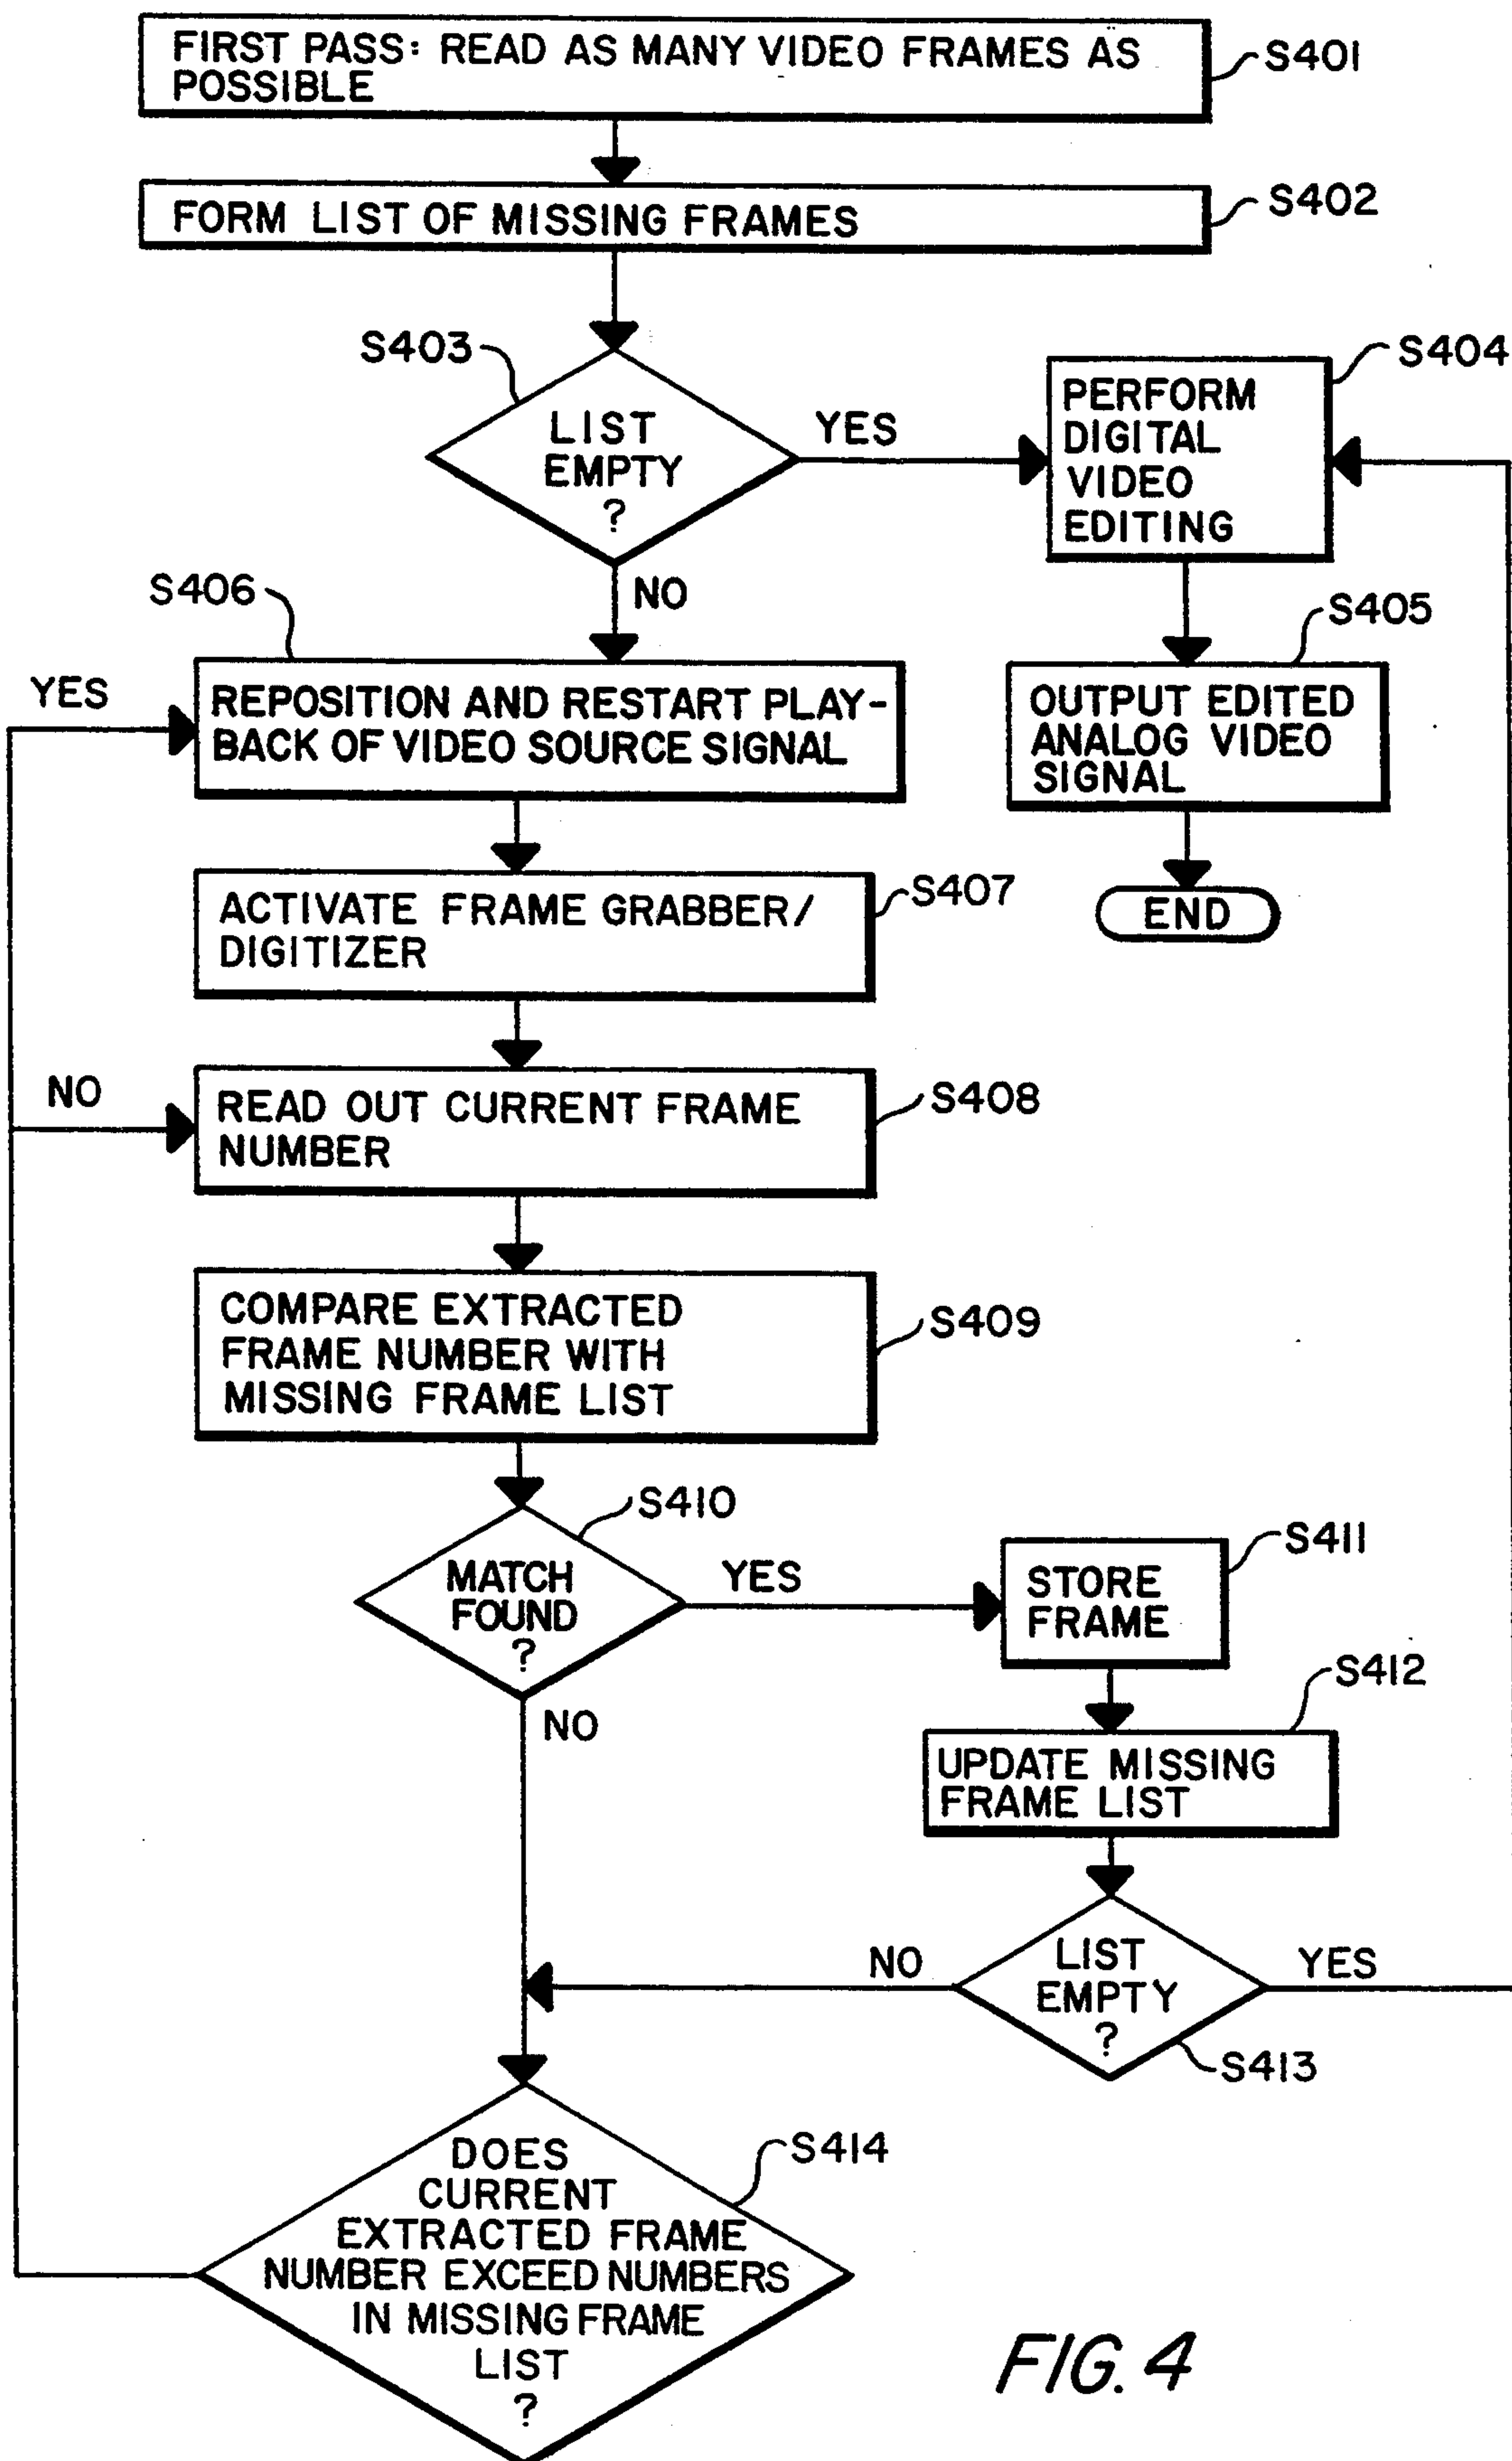 FIRST PASS: READ AS MANY VIDEO FRAMES AS
POSSIBLE
S401
FORM LIST OF MISSING FRAMES
S402
S403
LIST
EMPTY
?
YES
NO
S404
PERFORM
DIGITAL
VIDEO
EDITING
S405
OUTPUT EDITED
ANALOG VIDEO
SIGNAL
END
S406
YES
REPOSITION AND RESTART PLAY-
BACK OF VIDEO SOURCE SIGNAL
ACTIVATE FRAME GRABBER/
DIGITIZER
S407
NO
READ OUT CURRENT FRAME
NUMBER
S408
COMPARE EXTRACTED
FRAME NUMBER WITH
MISSING FRAME LIST
S409
S410
MATCH
FOUND
?
YES
NO
S411
STORE
FRAME
S412
UPDATE MISSING
FRAME LIST
NO
LIST
EMPTY
?
YES
S413
S414
DOES
CURRENT
EXTRACTED FRAME
NUMBER EXCEED NUMBERS
IN MISSING FRAME
LIST
?
FIG. 4